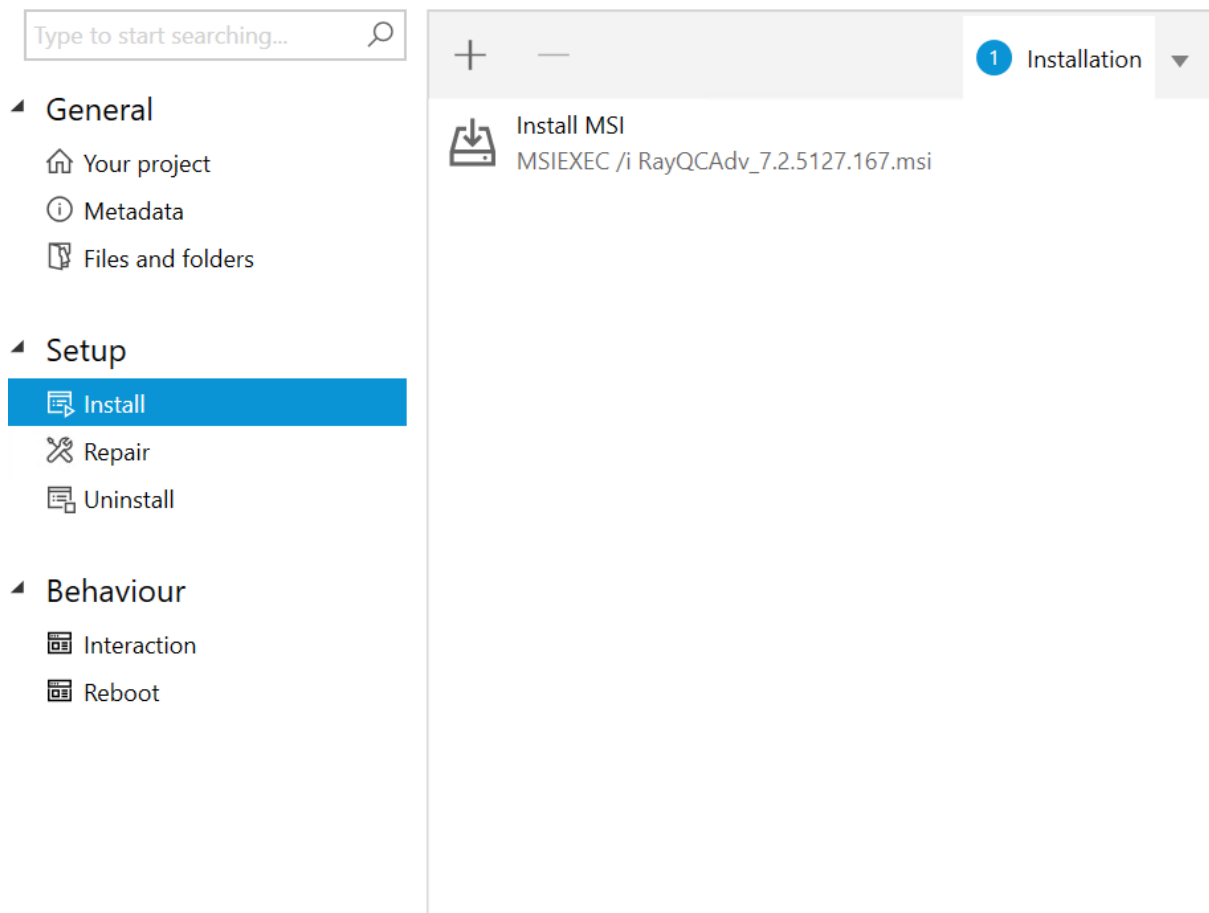 Type to start searching...
General
Your project
Metadata
Files and folders
Setup
Install
Repair
Uninstall
Behaviour
Interaction
Reboot
1 Installation
Install MSI
MSIEXEC /i RayQCAdv_7.2.5127.167.msi